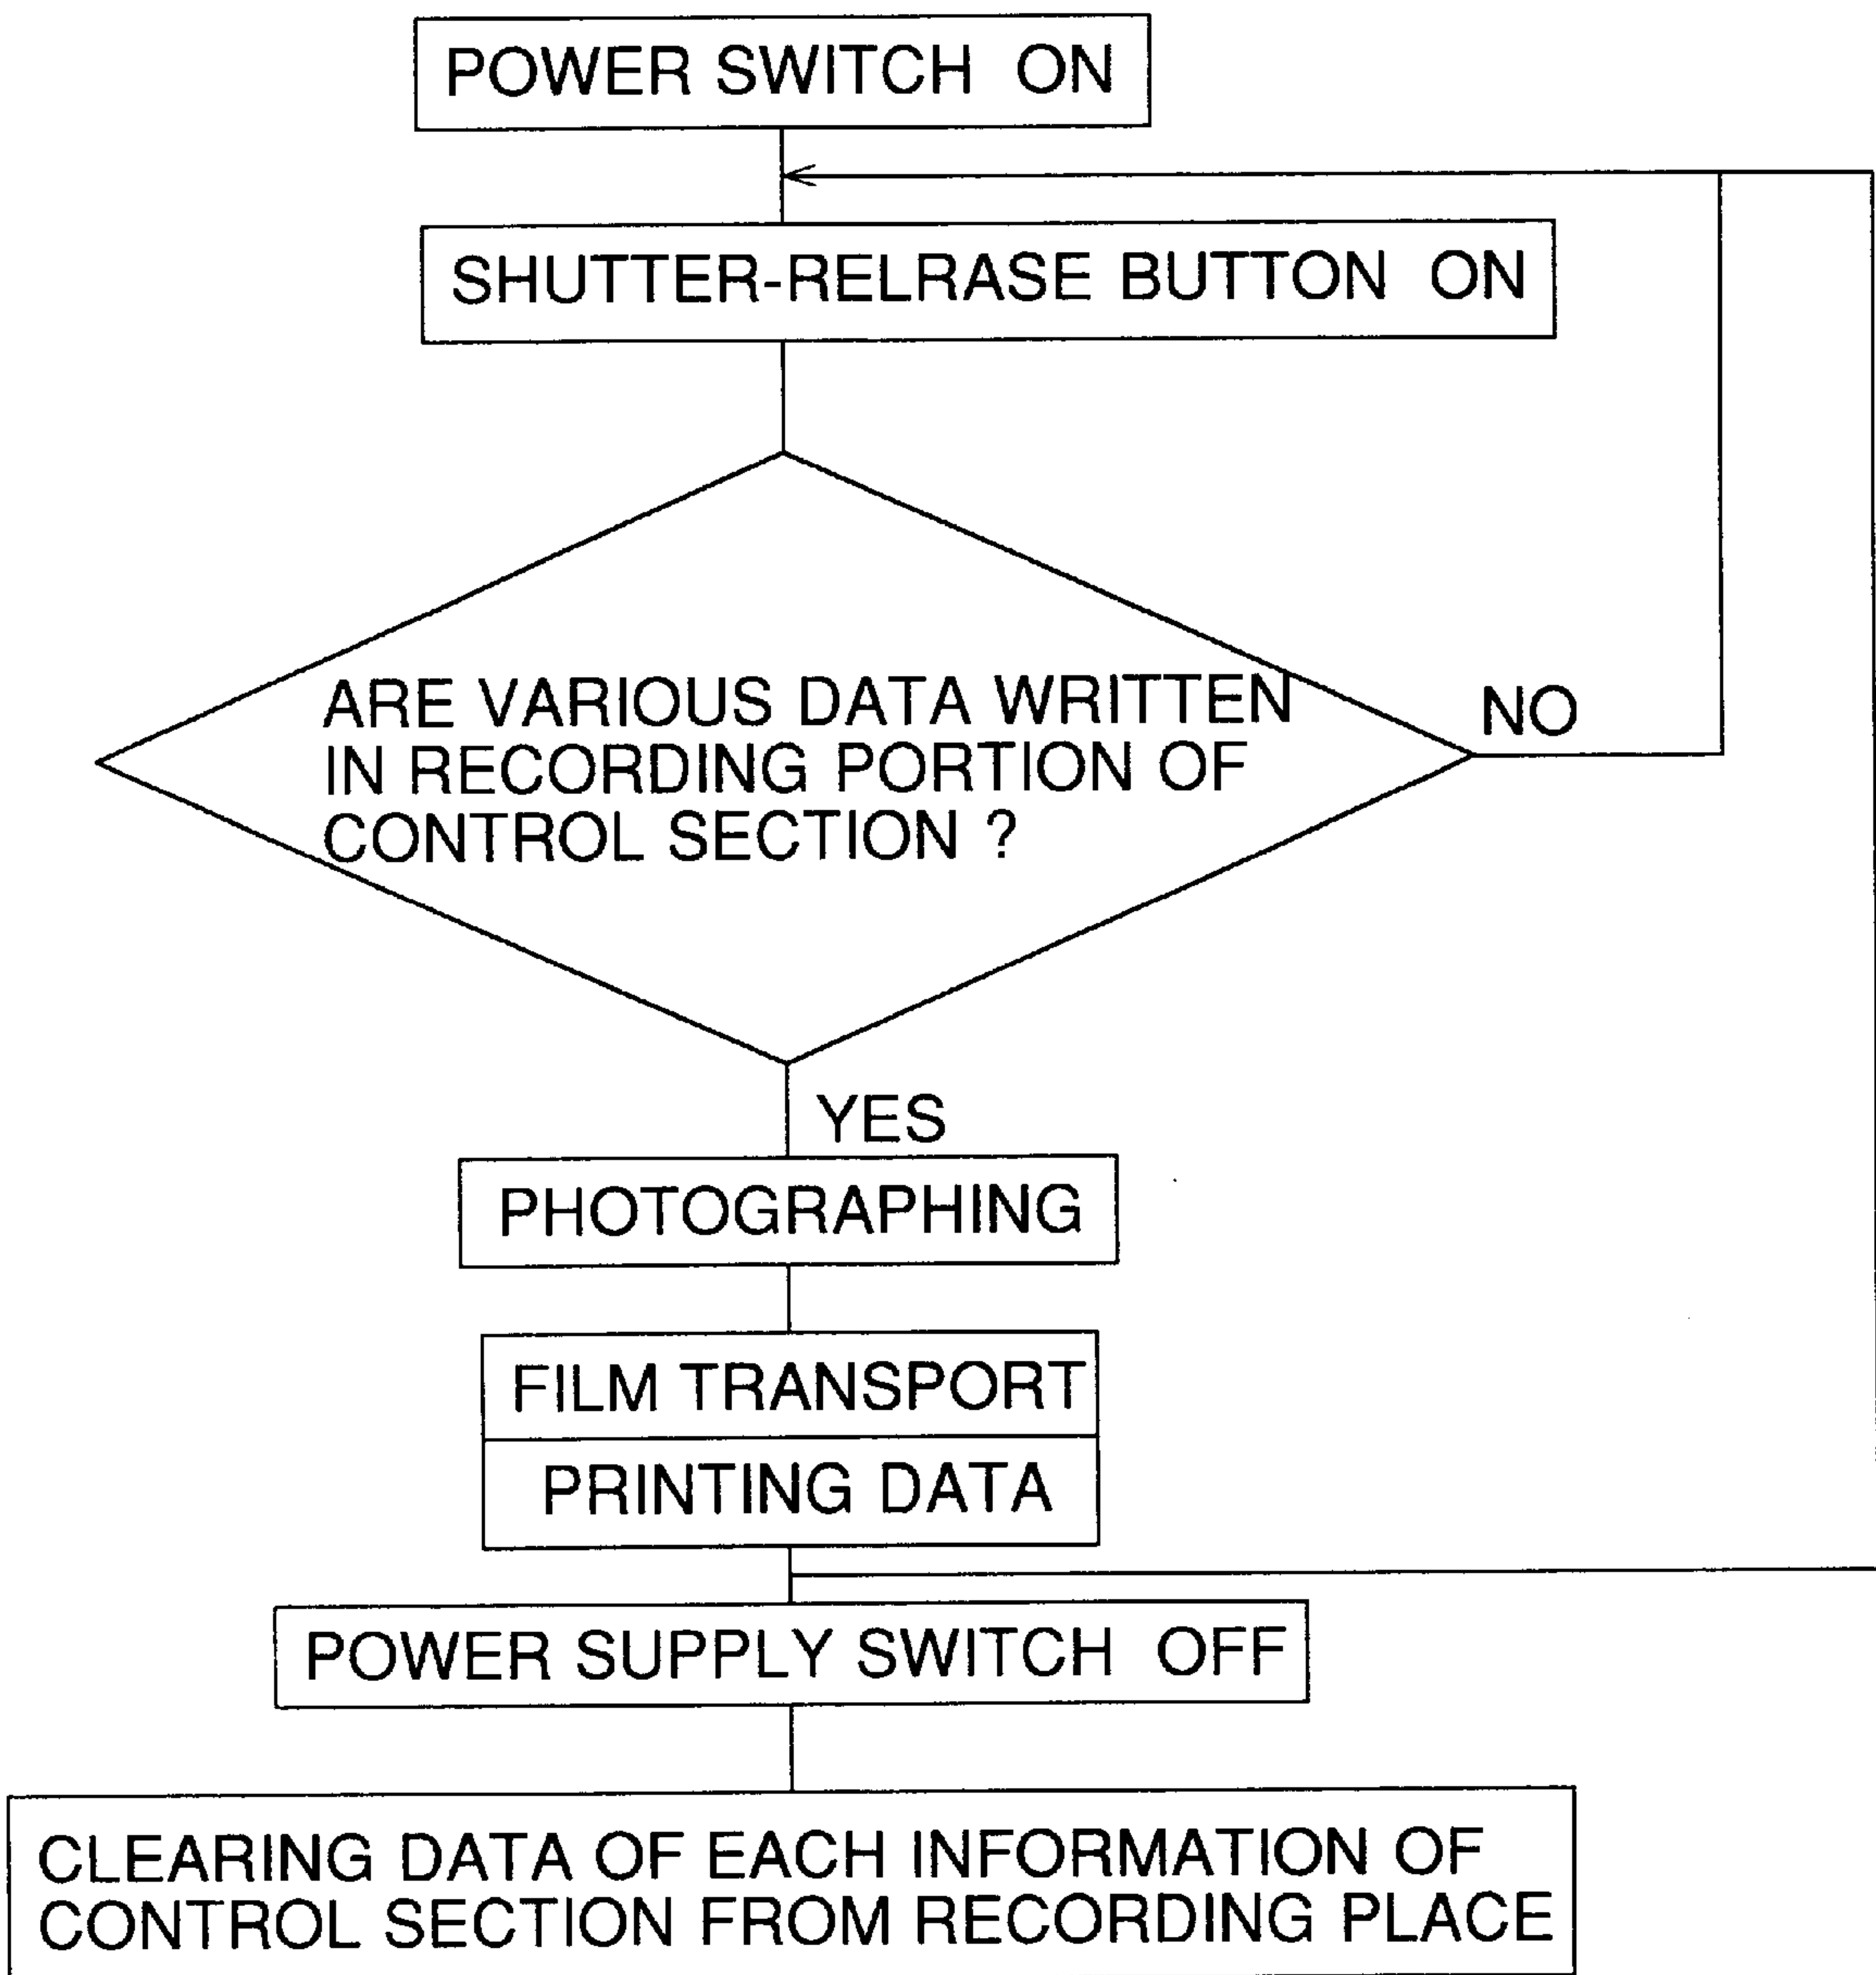 POWER SWITCH ON
SHUTTER-RELRASE BUTTON ON
ARE VARIOUS DATA WRITTEN
IN RECORDING PORTION OF
CONTROL SECTION ?
NO
YES
PHOTOGRAPHING
FILM TRANSPORT
PRINTING DATA
POWER SUPPLY SWITCH OFF
CLEARING DATA OF EACH INFORMATION OF
CONTROL SECTION FROM RECORDING PLACE